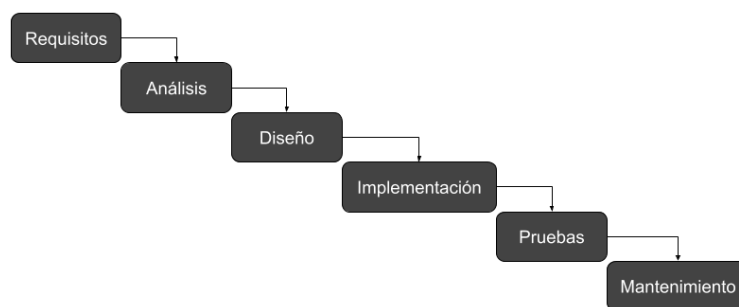 Requisitos
Análisis
Diseño
Implementación
Pruebas
Mantenimiento